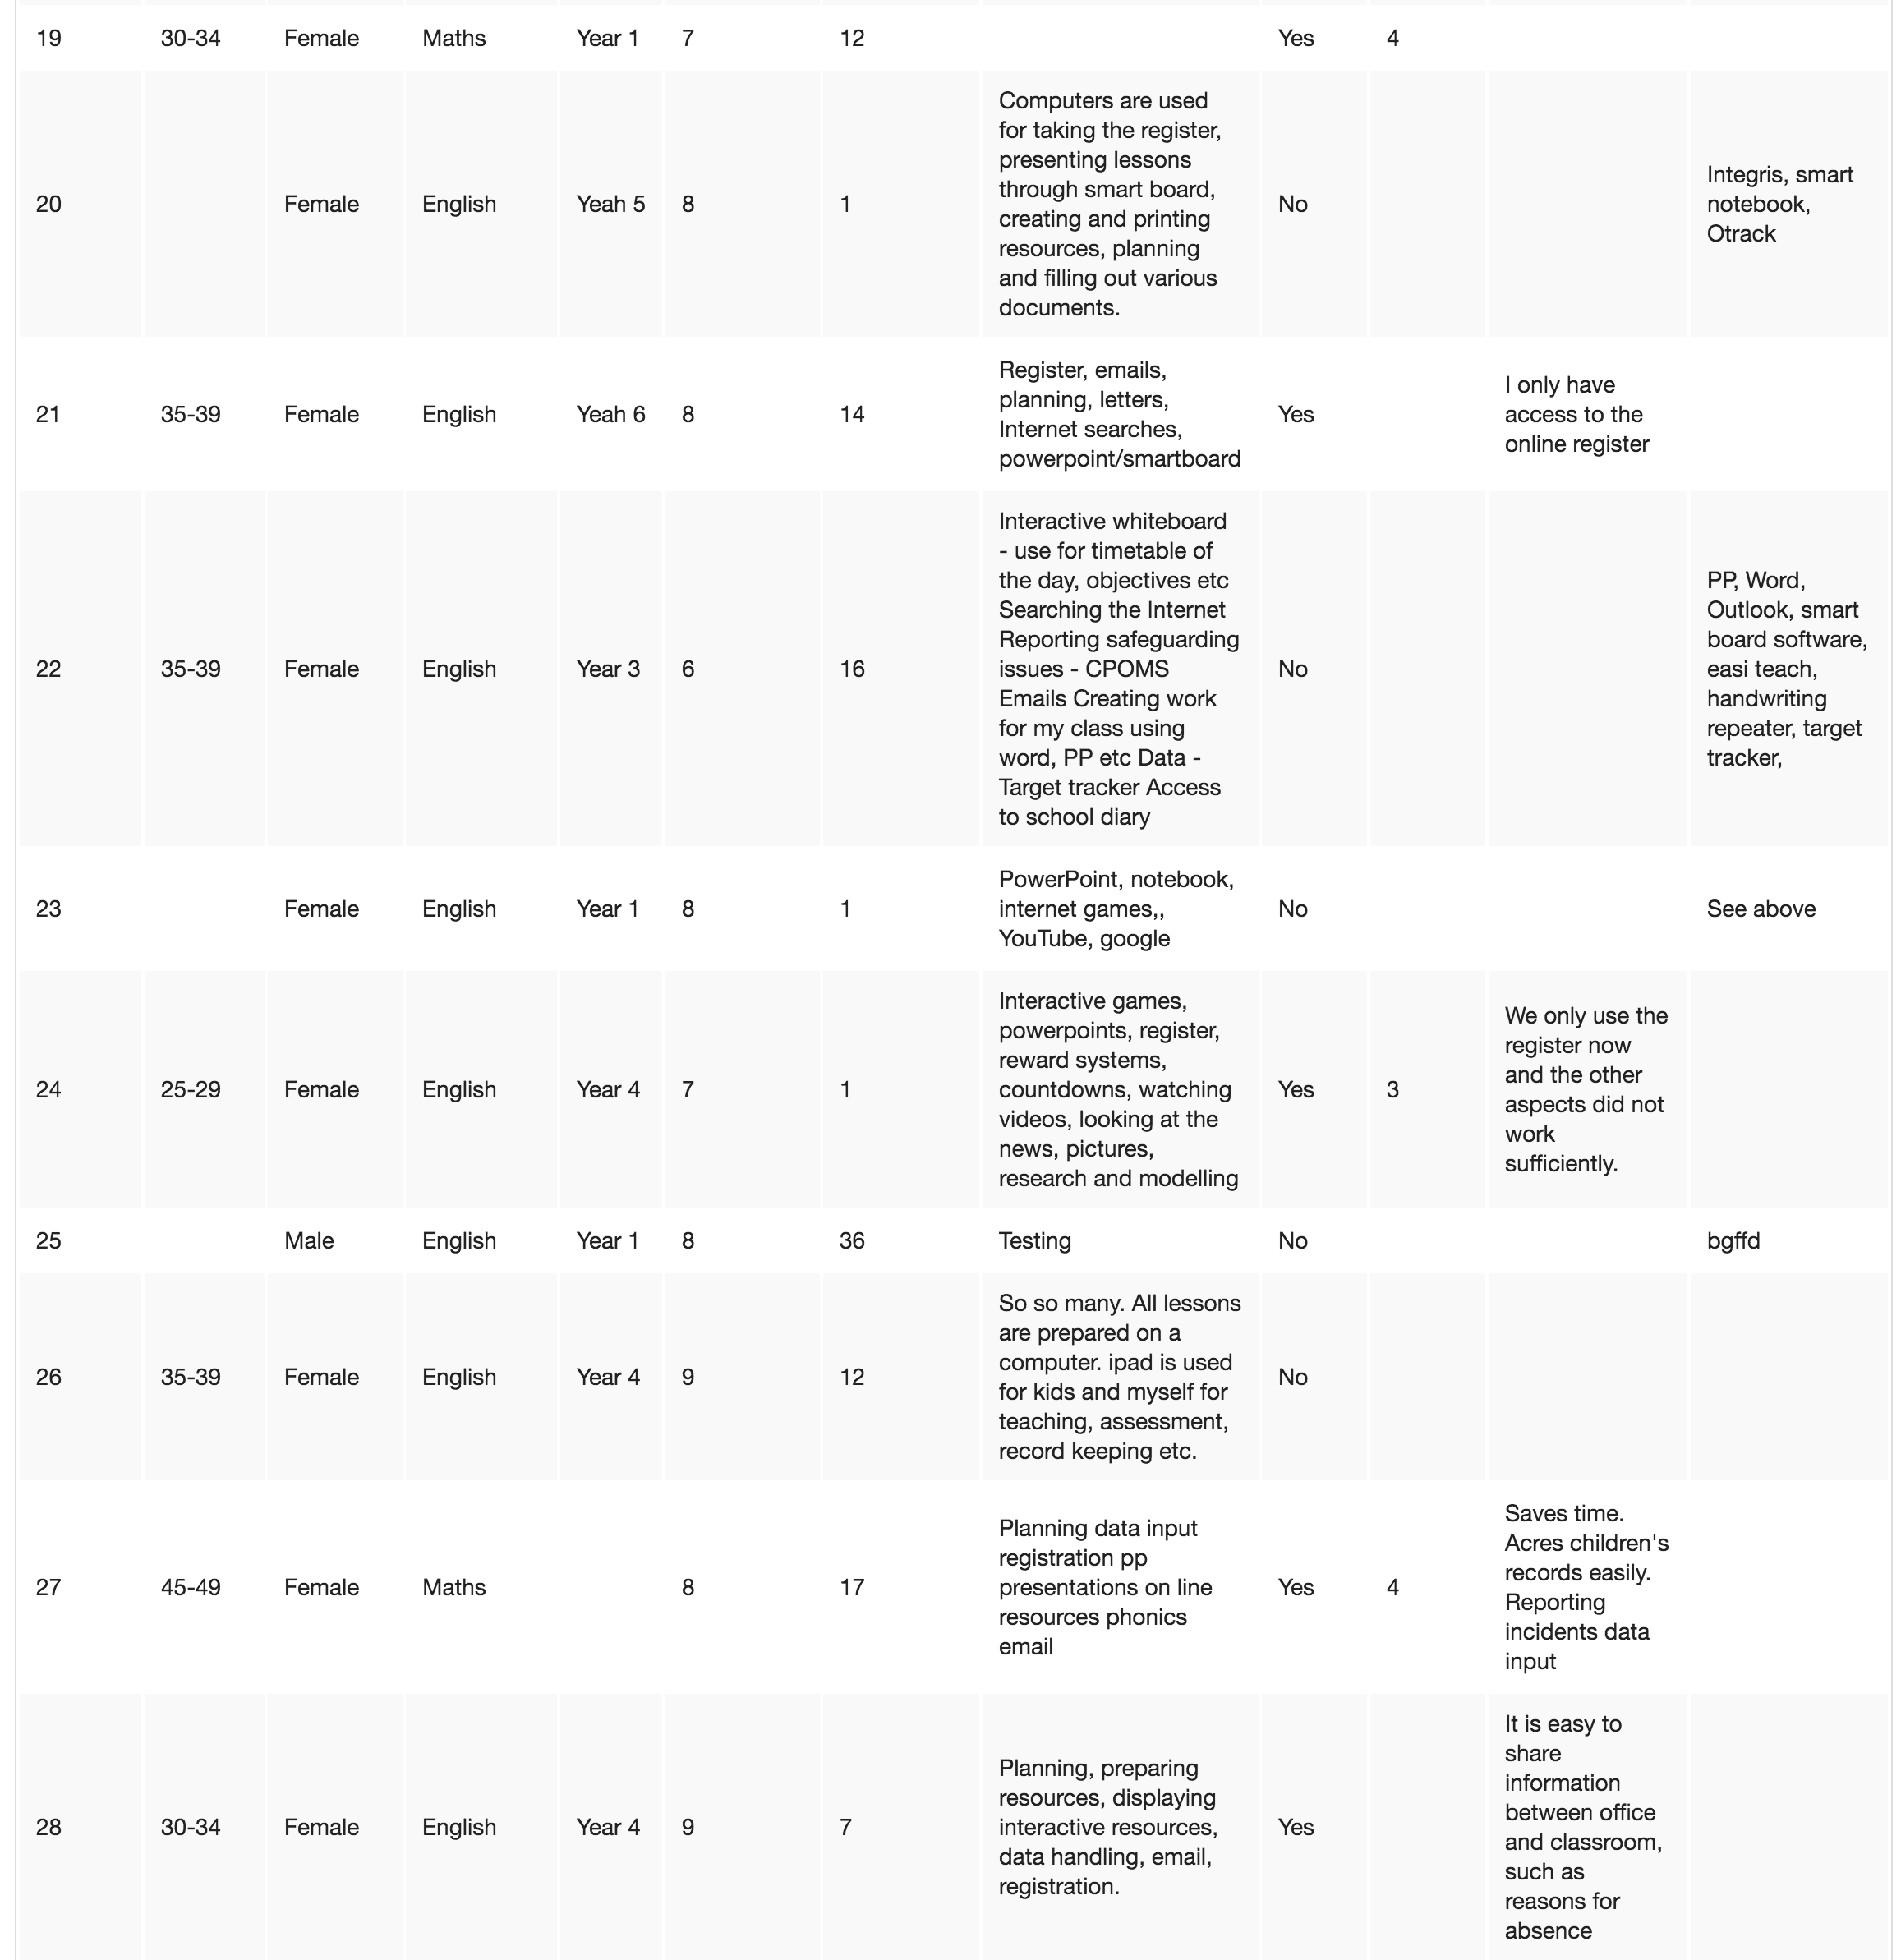 19 30-34 Female Maths Year 1 7 12 Yes 4
20 Female English Yeah 5 8 1
Computers are used
for taking the register,
presenting lessons
through smart board,
creating and printing
resources, planning
and filling out various
documents.
No
Integris, smart
notebook,
Otrack
21 35-39 Female English Yeah 6 8 14
Register, emails,
planning, letters,
Internet searches,
powerpoint/smartboard
Yes
I only have
access to the
online register
22 35-39 Female English Year 3 6 16
Interactive whiteboard
- use for timetable of
the day, objectives etc
Searching the Internet
Reporting safeguarding
issues - CPOMS
Emails Creating work
for my class using
word, PP etc Data -
Target tracker Access
to school diary
No
PP, Word,
Outlook, smart
board software,
easi teach,
handwriting
repeater, target
tracker,
23 Female English Year 1 8 1
PowerPoint, notebook,
internet games,,
YouTube, google
No
See above
24 25-29 Female English Year 4 7 1
Interactive games,
powerpoints, register,
reward systems,
countdowns, watching
videos, looking at the
news, pictures,
research and modelling
Yes 3
We only use the
register now
and the other
aspects did not
work
sufficiently.
25 Male English Year 1 8 36 Testing No bgffd
26 35-39 Female English Year 4 9 12
So so many. All lessons
are prepared on a
computer. ipad is used
for kids and myself for
teaching, assessment,
record keeping etc.
No
27 45-49 Female Maths 8 17
Planning data input
registration pp
presentations on line
resources phonics
email
Yes 4
Saves time.
Acres children's
records easily.
Reporting
incidents data
input
28 30-34 Female English Year 4 9 7
Planning, preparing
resources, displaying
interactive resources,
data handling, email,
registration.
Yes
It is easy to
share
information
between office
and classroom,
such as
reasons for
absence